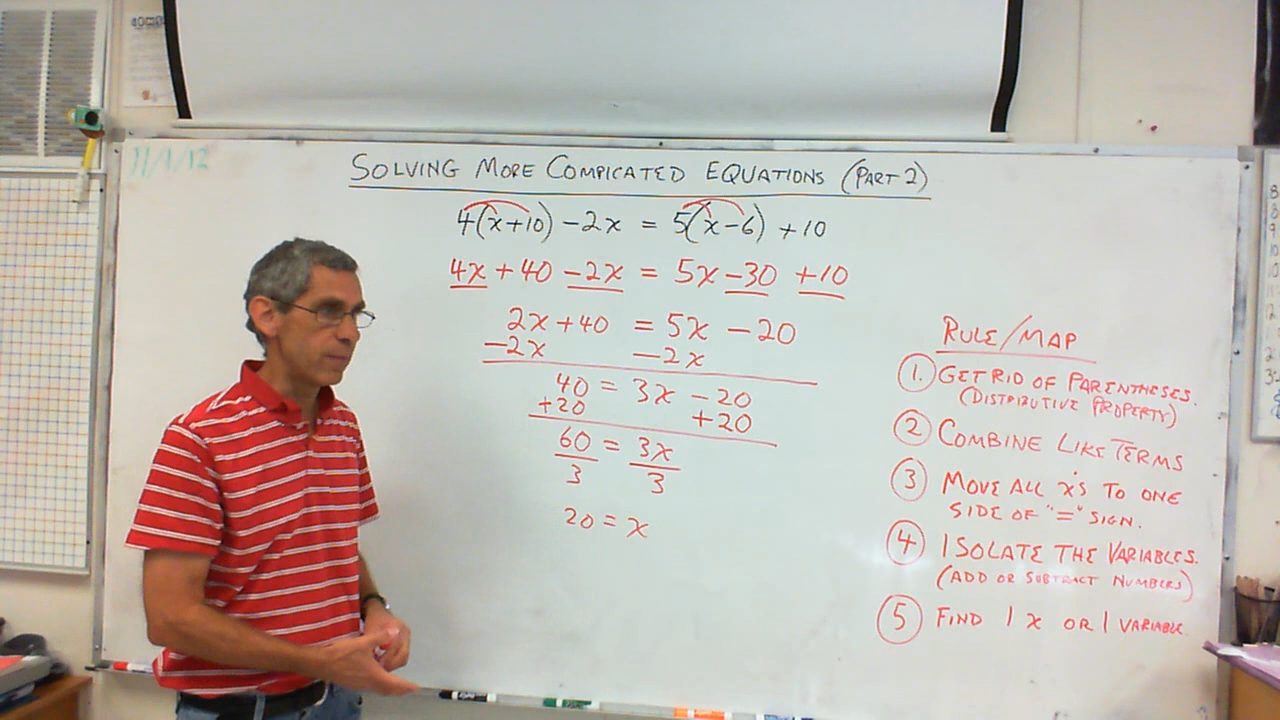 11/1/12
SOLVING MORE COMPICATED EQUATIONS (PART 2)
4(x+10) -2x = 5(x-6) +10
4x +40 -2x = 5x -30 +10
2x +40 = 5x -20
-2x -2x
40 = 3x -20
+20 +20
60 = 3x
3 3
20 = x
RULE/MAP
1. GET RID OF PARENTHESES.
(DISTRIBUTIVE PROPERTY)
2 COMBINE LIKE TERMS
3 MOVE ALL x's TO ONE
SIDE OF "=" SIGN.
4 ISOLATE THE VARIABLES.
(ADD OR SUBTRACT NUMBERS)
5 FIND 1 x OR 1 VARIABLE.